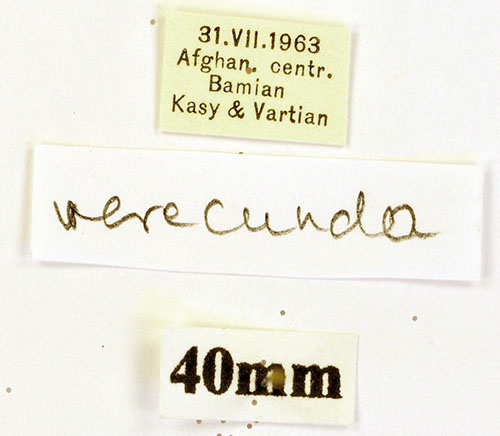 31.VII.1963
Afghan. centr.
Bamian
Kasy & Vartian
verecunda
40mm